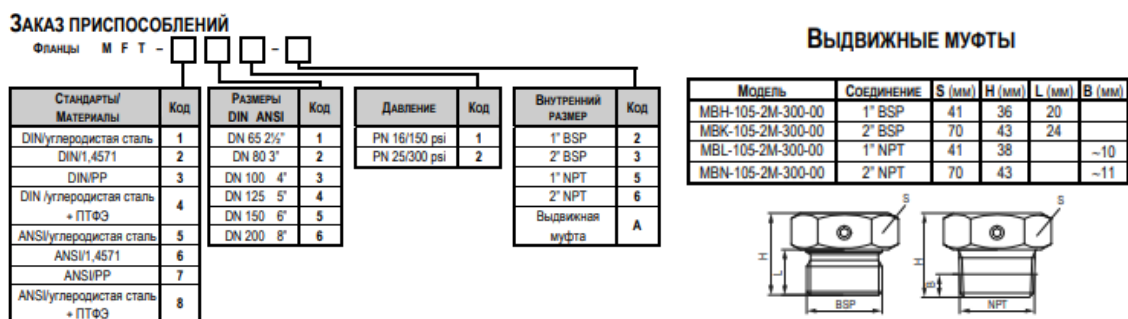 ЗАКАЗ ПРИСПОСОБЛЕНИЙ
ФЛАНЦЫ M F T – –
СТАНДАРТЫ/ МАТЕРИАЛЫ КОД
DIN/углеродистая сталь 1
DIN/1,4571 2
DIN/PP 3
DIN /углеродистая сталь + ПТФЭ 4
ANSI/углеродистая сталь 5
ANSI/1,4571 6
ANSI/PP 7
ANSI/углеродистая сталь + ПТФЭ 8
РАЗМЕРЫ DIN ANSI КОД
DN 65 2½" 1
DN 80 3" 2
DN 100 4" 3
DN 125 5" 4
DN 150 6" 5
DN 200 8" 6
ДАВЛЕНИЕ КОД
PN 16/150 psi 1
PN 25/300 psi 2
ВНУТРЕННИЙ РАЗМЕР КОД
1" BSP 2
2" BSP 3
1" NPT 5
2" NPT 6
Выдвижная муфта A
ВЫДВИЖНЫЕ МУФТЫ
МОДЕЛЬ СОЕДИНЕНИЕ S (мм) H (мм) L (мм) B (мм)
MBH-105-2M-300-00 1" BSP 41 36 20
MBK-105-2M-300-00 2" BSP 70 43 24
MBL-105-2M-300-00 1" NPT 41 38 ~10
MBN-105-2M-300-00 2" NPT 70 43 ~11
S S
H H
L B
BSP NPT